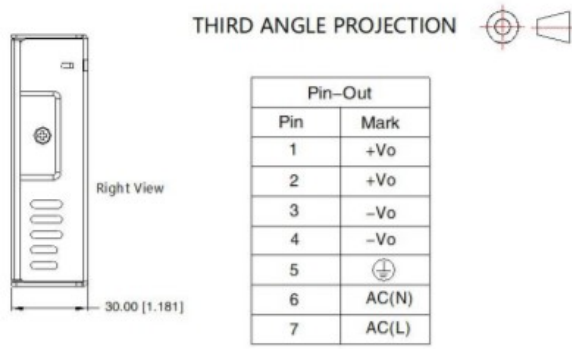 THIRD ANGLE PROJECTION
Right View
30.00 [1.181]
Pin–Out
Pin Mark
1 +Vo
2 +Vo
3 –Vo
4 –Vo
5
6 AC(N)
7 AC(L)